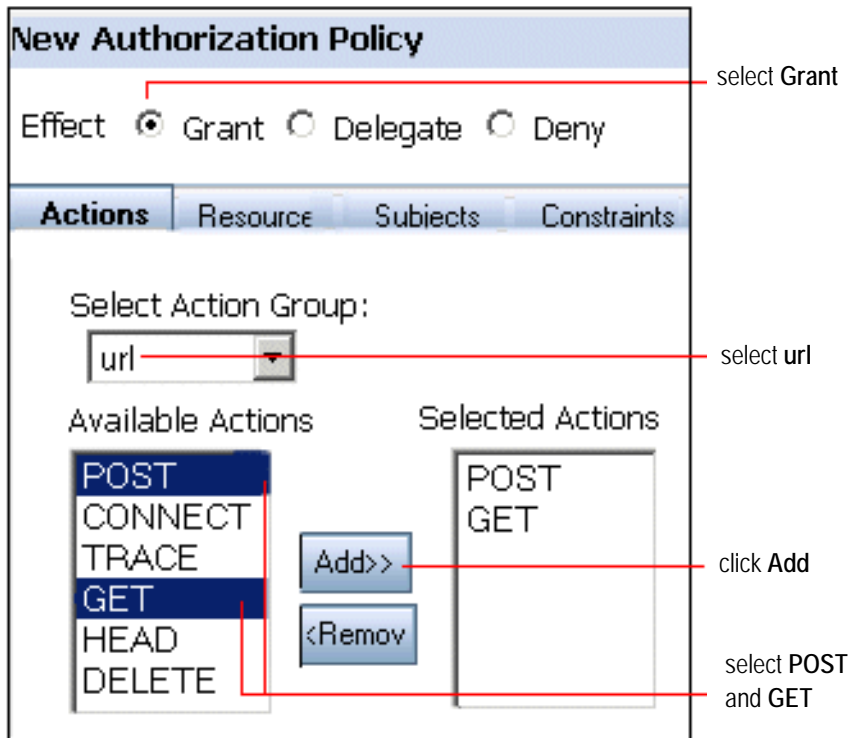 New Authorization Policy
select Grant
Effect Grant Delegate Deny
Actions Resource Subjects Constraints
Select Action Group:
url
select url
Available Actions
Selected Actions
POST
CONNECT
TRACE
GET
HEAD
DELETE
Add>>
<Remov
POST
GET
click Add
select POST
and GET